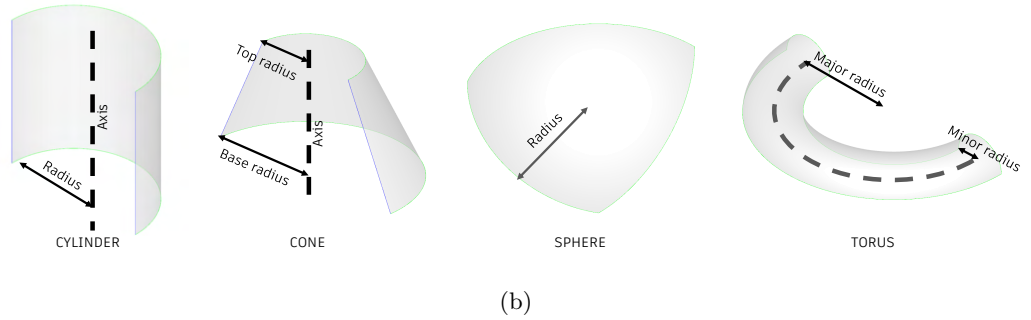 Radius
Axis
CYLINDER
Top radius
Axis
Base radius
CONE
Radius
SPHERE
Major radius
Minor radius
TORUS
(b)